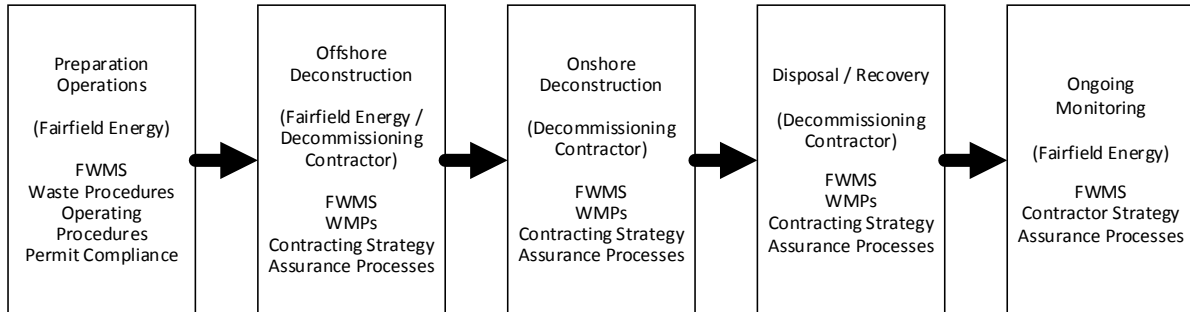 Preparation
Operations
(Fairfield Energy)
FWMS
Waste Procedures
Operating
Procedures
Permit Compliance
Offshore
Deconstruction
(Fairfield Energy /
Decommissioning
Contractor)
FWMS
WMPs
Contracting Strategy
Assurance Processes
Onshore
Deconstruction
(Decommissioning
Contractor)
FWMS
WMPs
Contracting Strategy
Assurance Processes
Disposal / Recovery
(Decommissioning
Contractor)
FWMS
WMPs
Contracting Strategy
Assurance Processes
Ongoing
Monitoring
(Fairfield Energy)
FWMS
Contractor Strategy
Assurance Processes